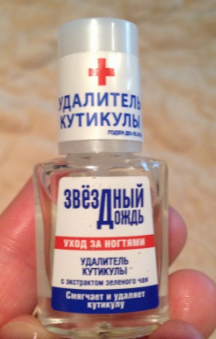 УДАЛИТЕЛЬ
КУТИКУЛЫ
ЗВЁЗДНЫЙ
ДОЖДЬ
УХОД ЗА НОГТЯМИ
УДАЛИТЕЛЬ
КУТИКУЛЫ
с экстрактом зеленого чая
Смягчает и удаляет
кутикулу